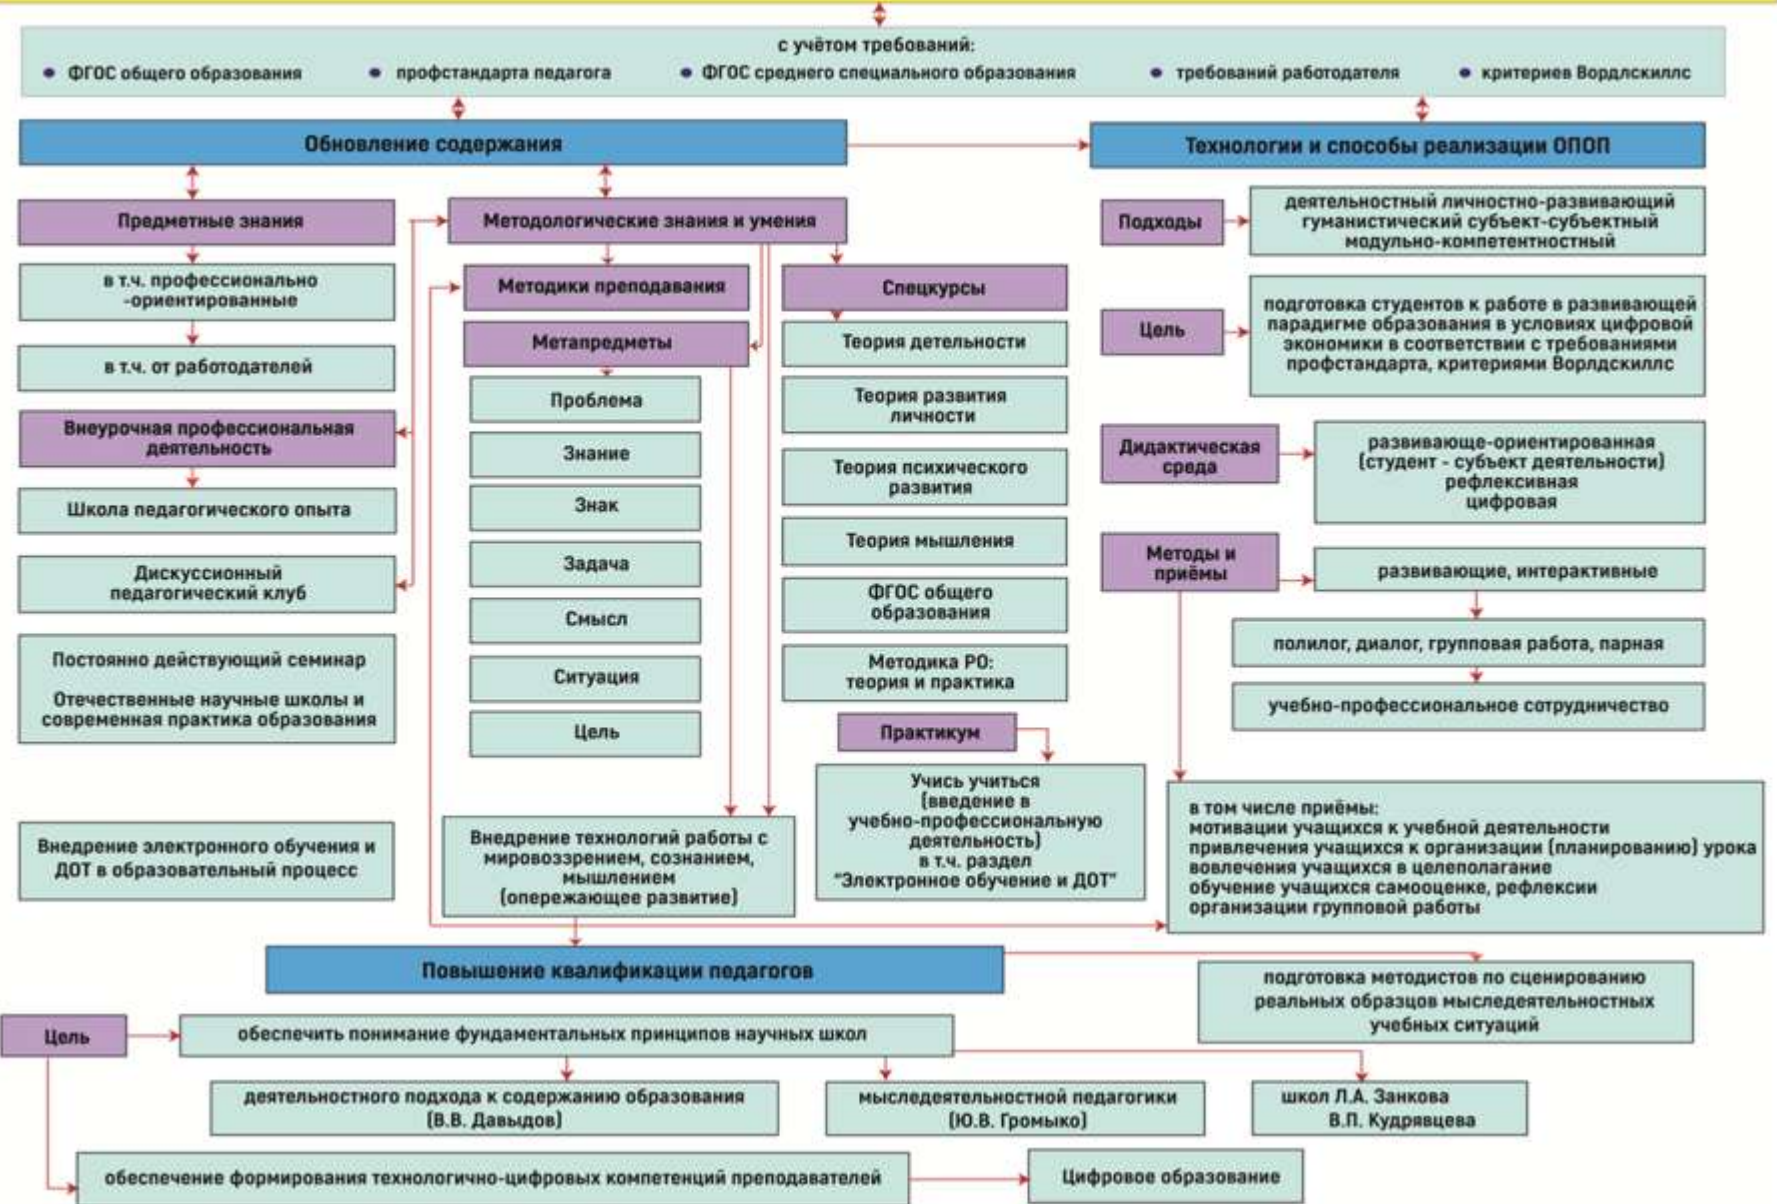 с учётом требований:
• ФГОС общего образования • профстандарта педагога • ФГОС среднего специального образования • требований работодателя • критериев Вордлскиллс
Обновление содержания
Технологии и способы реализации ОПОП
Предметные знания
в т.ч. профессионально
-ориентированные
в т.ч. от работодателей
Внеурочная профессиональная
деятельность
Школа педагогического опыта
Дискуссионный
педагогический клуб
Постоянно действующий семинар
Отечественные научные школы и
современная практика образования
Внедрение электронного обучения и
ДОТ в образовательный процесс
Методологические знания и умения
Методики преподавания
Метапредметы
Проблема
Знание
Знак
Задача
Смысл
Ситуация
Цель
Внедрение технологий работы с
мировоззрением, сознанием,
мышлением
(опережающее развитие)
Спецкурсы
Теория детельности
Теория развития
личности
Теория психического
развития
Теория мышления
ФГОС общего
образования
Методика РО:
теория и практика
Практикум
Учись учиться
(введение в
учебно-профессиональную
деятельность)
в т.ч. раздел
"Электронное обучение и ДОТ"
Подходы
деятельностный личностно-развивающий
гуманистический субъект-субъектный
модульно-компетентностный
Цель
подготовка студентов к работе в развивающей
парадигме образования в условиях цифровой
экономики в соответствии с требованиями
профстандарта, критериями Ворлдскиллс
Дидактическая
среда
развивающе-ориентированная
(студент - субъект деятельности)
рефлексивная
цифровая
Методы и
приёмы
развивающие, интерактивные
полилог, диалог, групповая работа, парная
учебно-профессиональное сотрудничество
в том числе приёмы:
мотивации учащихся к учебной деятельности
привлечения учащихся к организации (планированию) урока
вовлечения учащихся в целеполагание
обучение учащихся самооценке, рефлексии
организации групповой работы
Повышение квалификации педагогов
подготовка методистов по сценированию
реальных образцов мыследеятельностных
учебных ситуаций
Цель
обеспечить понимание фундаментальных принципов научных школ
деятельностного подхода к содержанию образования
(В.В. Давыдов)
мыследеятельностной педагогики
(Ю.В. Громыко)
школ Л.А. Занкова
В.П. Кудрявцева
обеспечение формирования технологично-цифровых компетенций преподавателей
Цифровое образование